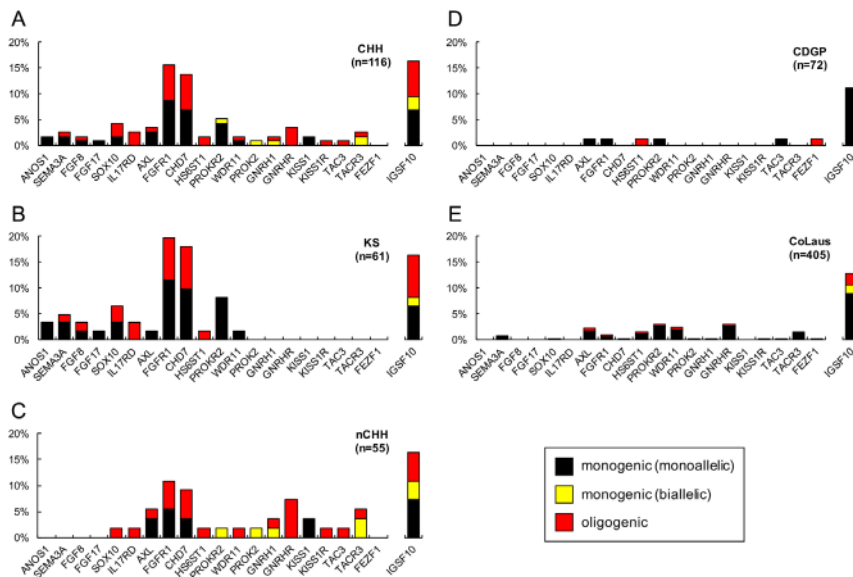 A
CHH
(n=116)
20%
15%
10%
5%
0%
ANOS1
SEMA3A
FGF8
FGF17
SOX10
IL17RD
AXL
FGFR1
CHD7
HS6ST1
PROKR2
WDR11
PROK2
GNRH1
GNRHR
KISS1
KISS1R
TAC3
TACR3
FEZF1
IGSF10
B
KS
(n=61)
20%
15%
10%
5%
0%
ANOS1
SEMA3A
FGF8
FGF17
SOX10
IL17RD
AXL
FGFR1
CHD7
HS6ST1
PROKR2
WDR11
PROK2
GNRH1
GNRHR
KISS1
KISS1R
TAC3
TACR3
FEZF1
IGSF10
C
nCHH
(n=55)
20%
15%
10%
5%
0%
ANOS1
SEMA3A
FGF8
FGF17
SOX10
IL17RD
AXL
FGFR1
CHD7
HS6ST1
PROKR2
WDR11
PROK2
GNRH1
GNRHR
KISS1
KISS1R
TAC3
TACR3
FEZF1
IGSF10
D
CDGP
(n=72)
20%
15%
10%
5%
0%
ANOS1
SEMA3A
FGF8
FGF17
SOX10
IL17RD
AXL
FGFR1
CHD7
HS6ST1
PROKR2
WDR11
PROK2
GNRH1
GNRHR
KISS1
KISS1R
TAC3
TACR3
FEZF1
IGSF10
E
CoLaus
(n=405)
20%
15%
10%
5%
0%
ANOS1
SEMA3A
FGF8
FGF17
SOX10
IL17RD
AXL
FGFR1
CHD7
HS6ST1
PROKR2
WDR11
PROK2
GNRH1
GNRHR
KISS1
KISS1R
TAC3
TACR3
FEZF1
IGSF10
monogenic (monoallelic)
monogenic (biallelic)
oligogenic